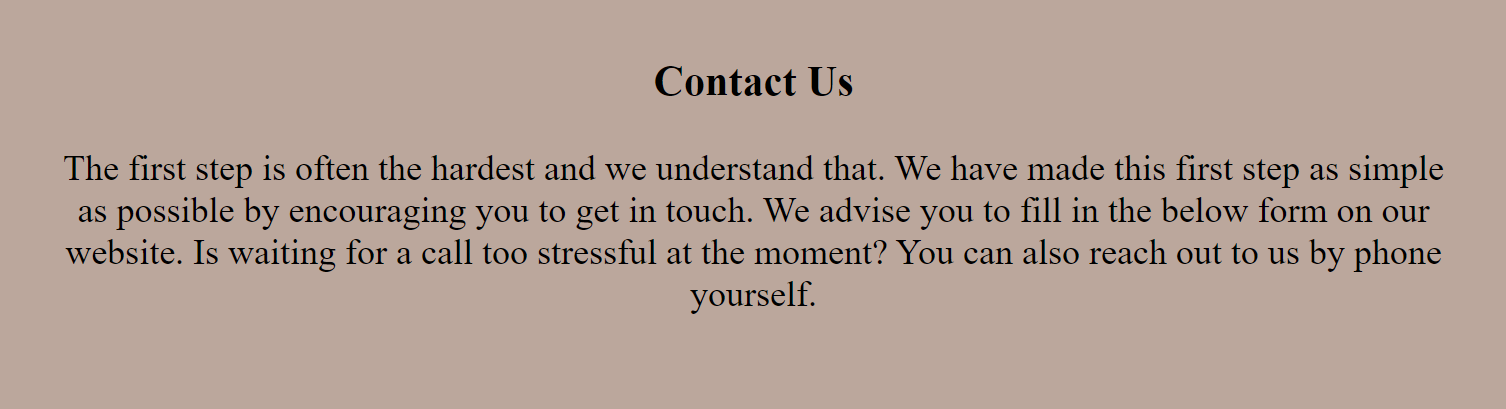 Contact Us
The first step is often the hardest and we understand that. We have made this first step as simple
as possible by encouraging you to get in touch. We advise you to fill in the below form on our
website. Is waiting for a call too stressful at the moment? You can also reach out to us by phone
yourself.